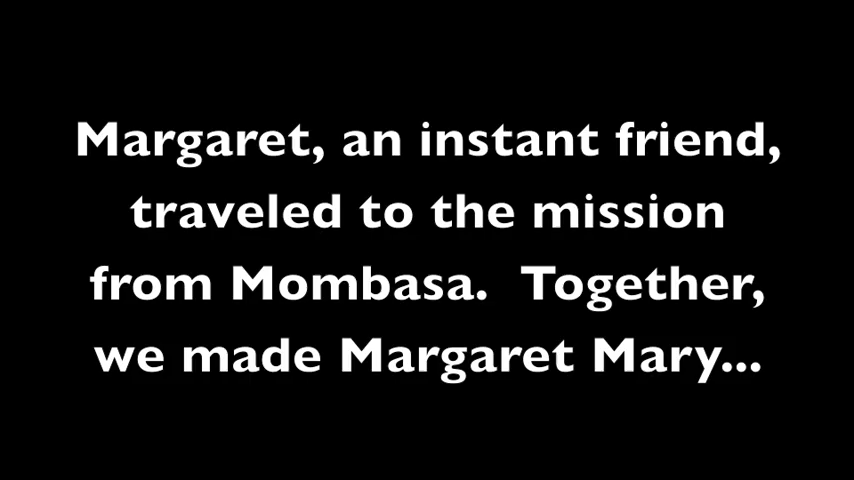 Margaret, an instant friend,
traveled to the mission
from Mombasa.  Together,
we made Margaret Mary...